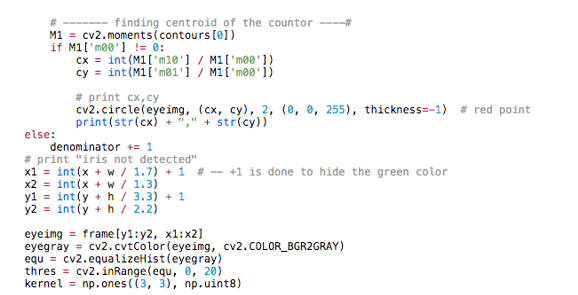 # ------- finding centroid of the countor ----#
M1 = cv2.moments(contours[0])
if M1['m00'] != 0:
cx = int(M1['m10'] / M1['m00'])
cy = int(M1['m01'] / M1['m00'])
# print cx,cy
cv2.circle(eyeimg, (cx, cy), 2, (0, 0, 255), thickness=-1)  # red point
print(str(cx) + "," + str(cy))
else:
denominator += 1
# print "iris not detected"
x1 = int(x + w / 1.7) + 1  # -- +1 is done to hide the green color
x2 = int(x + w / 1.3)
y1 = int(y + h / 3.3) + 1
y2 = int(y + h / 2.2)
eyeimg = frame[y1:y2, x1:x2]
eyegray = cv2.cvtColor(eyeimg, cv2.COLOR_BGR2GRAY)
equ = cv2.equalizeHist(eyegray)
thres = cv2.inRange(equ, 0, 20)
kernel = np.ones((3, 3), np.uint8)